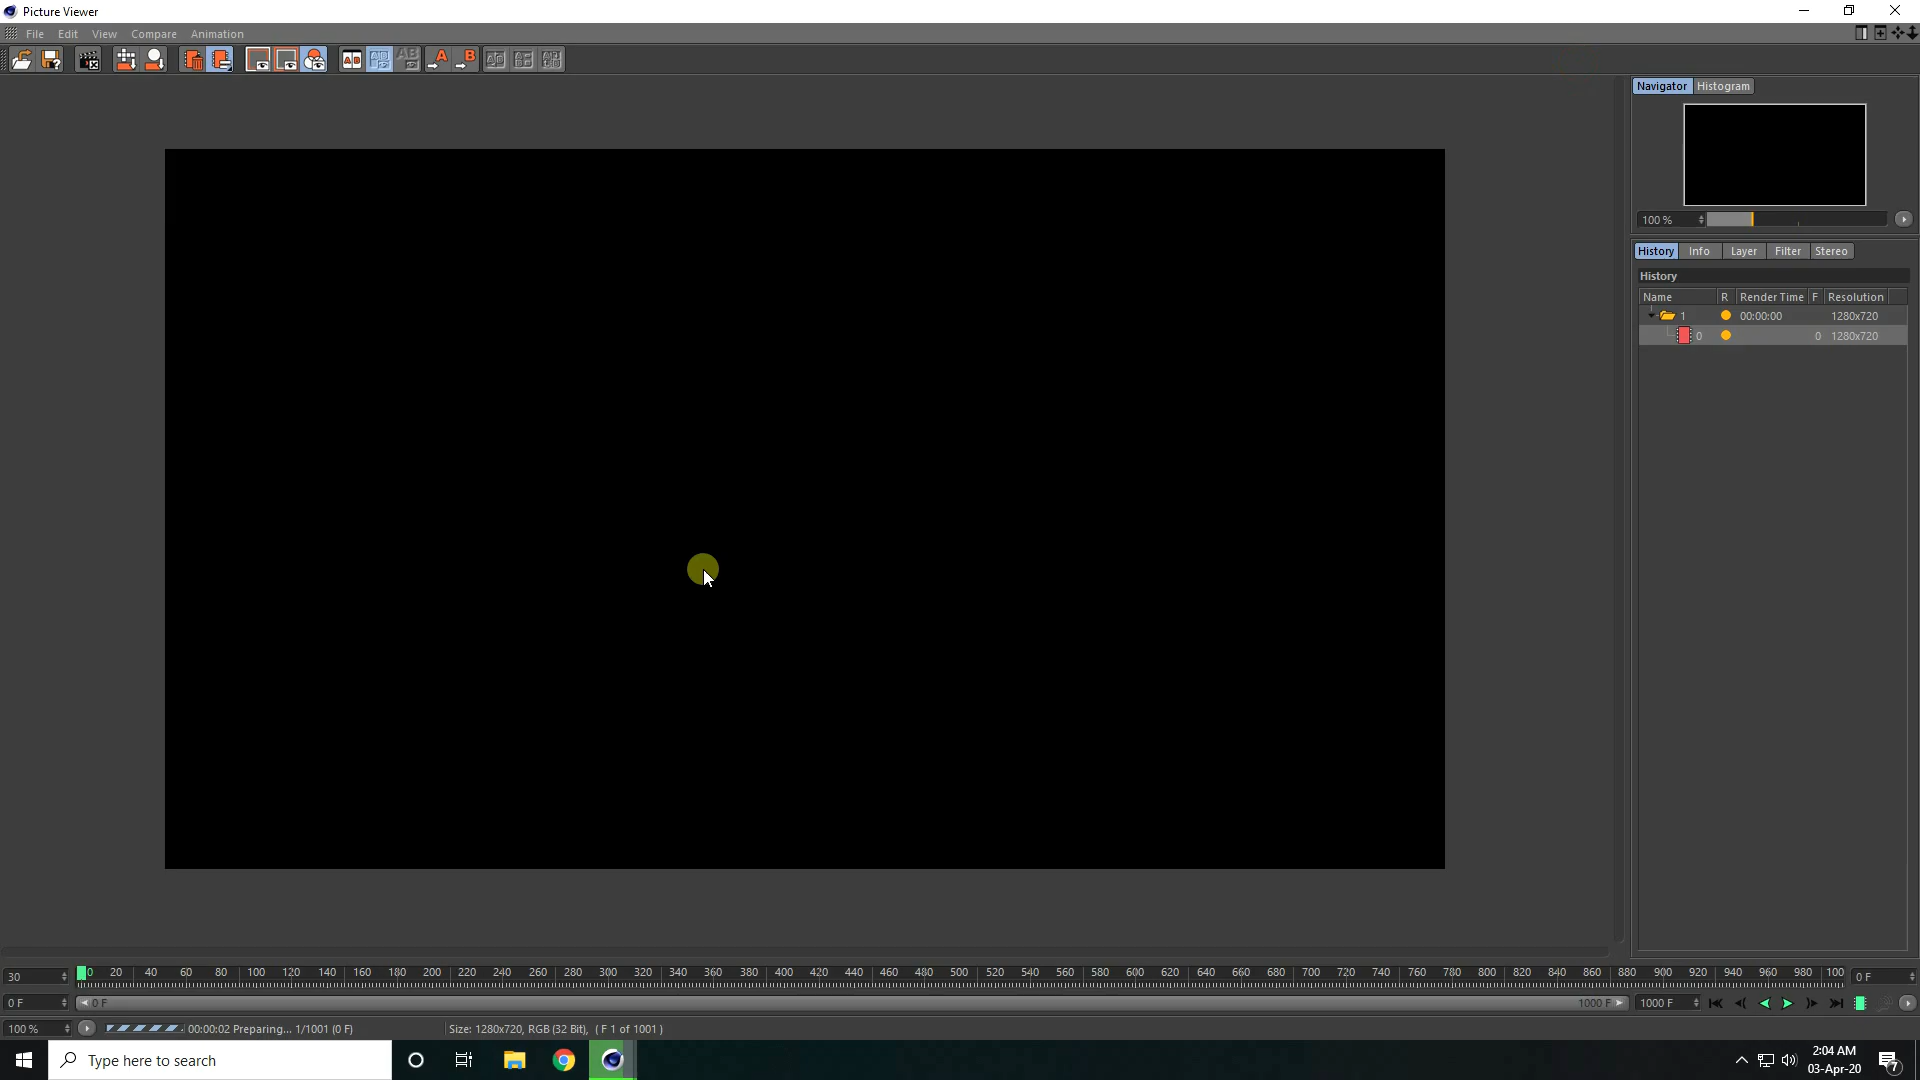 Picture Viewer
File Edit View Compare Animation
Navigator Histogram
100 %
History Info Layer Filter Stereo
History
Name R Render Time F Resolution
1 00:00:00 1280x720
0 0 1280x720
30 0 20 40 60 80 100 120 140 160 180 200 220 240 260 280 300 320 340 360 380 400 420 440 460 480 500 520 540 560 580 600 620 640 660 680 700 720 740 760 780 800 820 840 860 880 900 920 940 960 980 100 0 F
0 F 0 F 1000 F 1000 F
100 % 00:00:02 Preparing... 1/1001 (0 F) Size: 1280x720, RGB (32 Bit), ( F 1 of 1001 )
Type here to search
2:04 AM
03-Apr-20
7